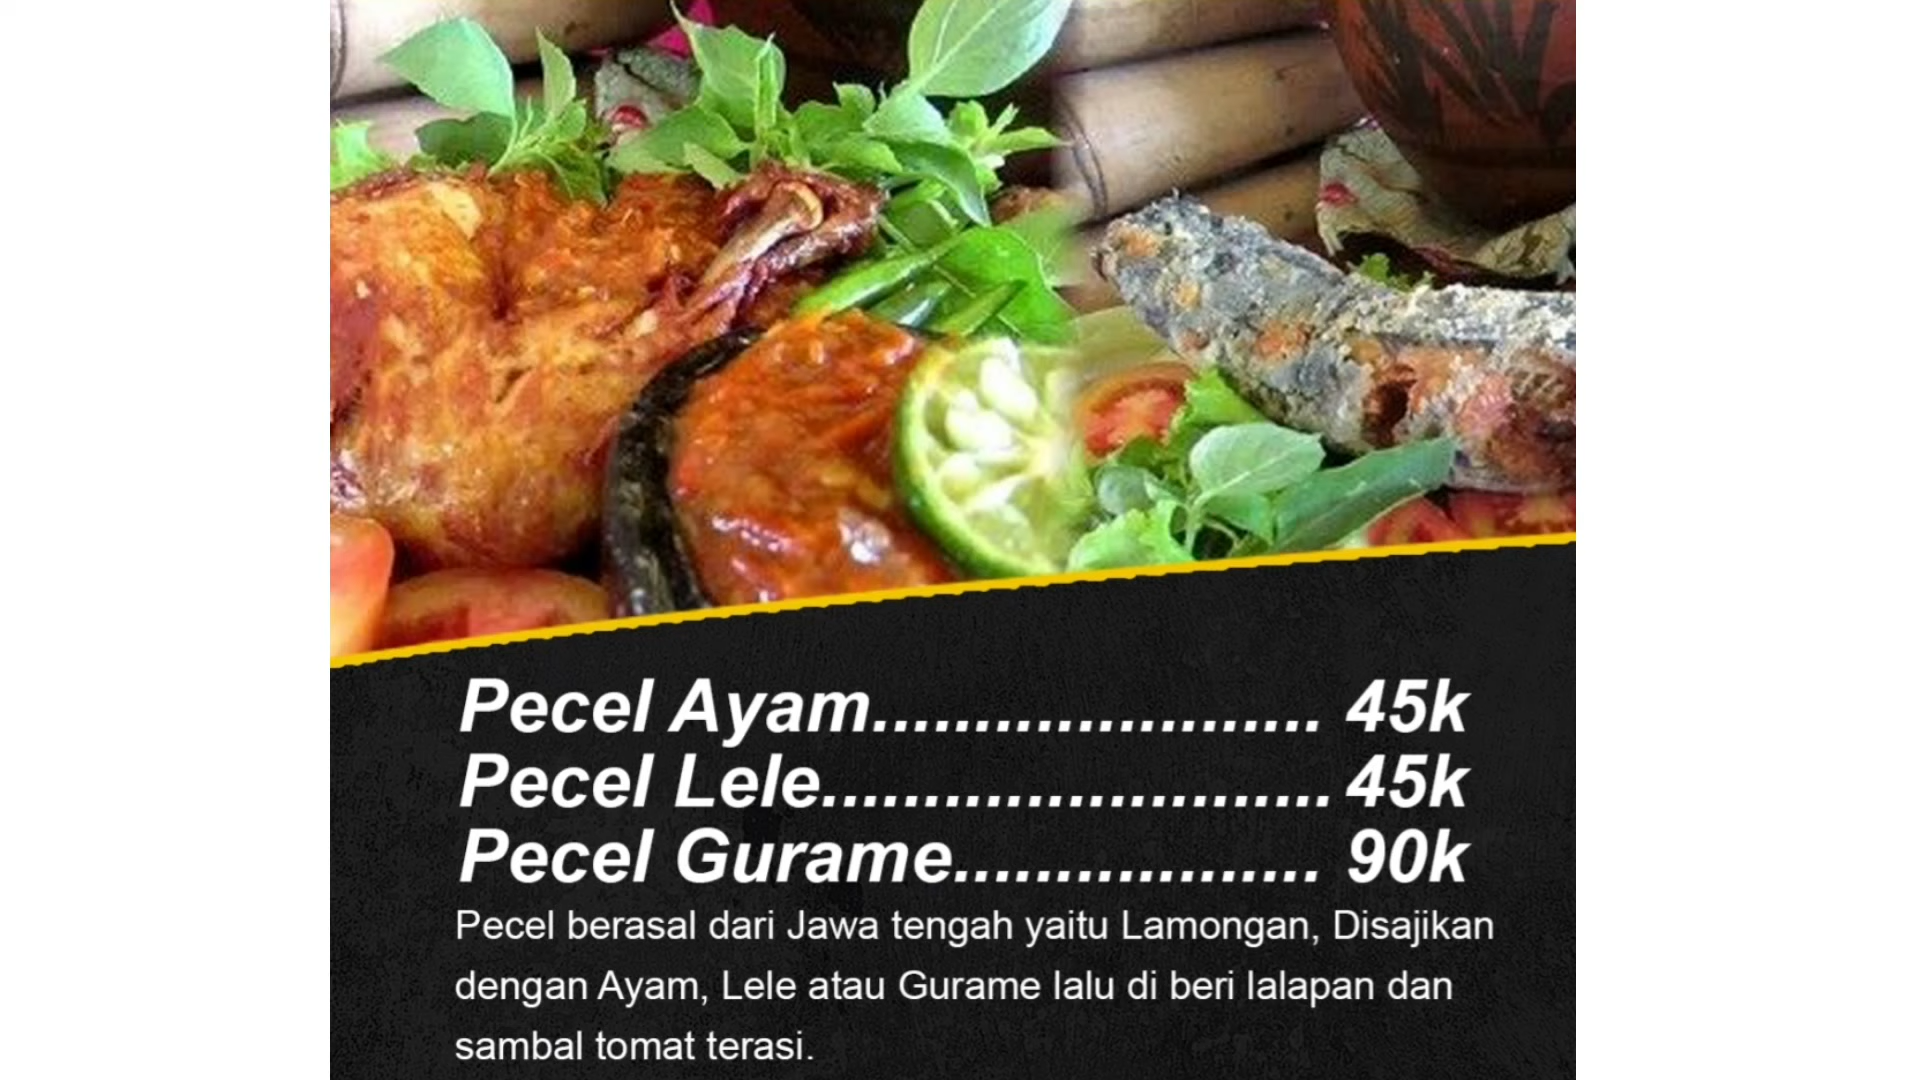 Pecel Ayam...................... 45k
Pecel Lele......................... 45k
Pecel Gurame.................. 90k
Pecel berasal dari Jawa tengah yaitu Lamongan, Disajikan
dengan Ayam, Lele atau Gurame lalu di beri lalapan dan
sambal tomat terasi.